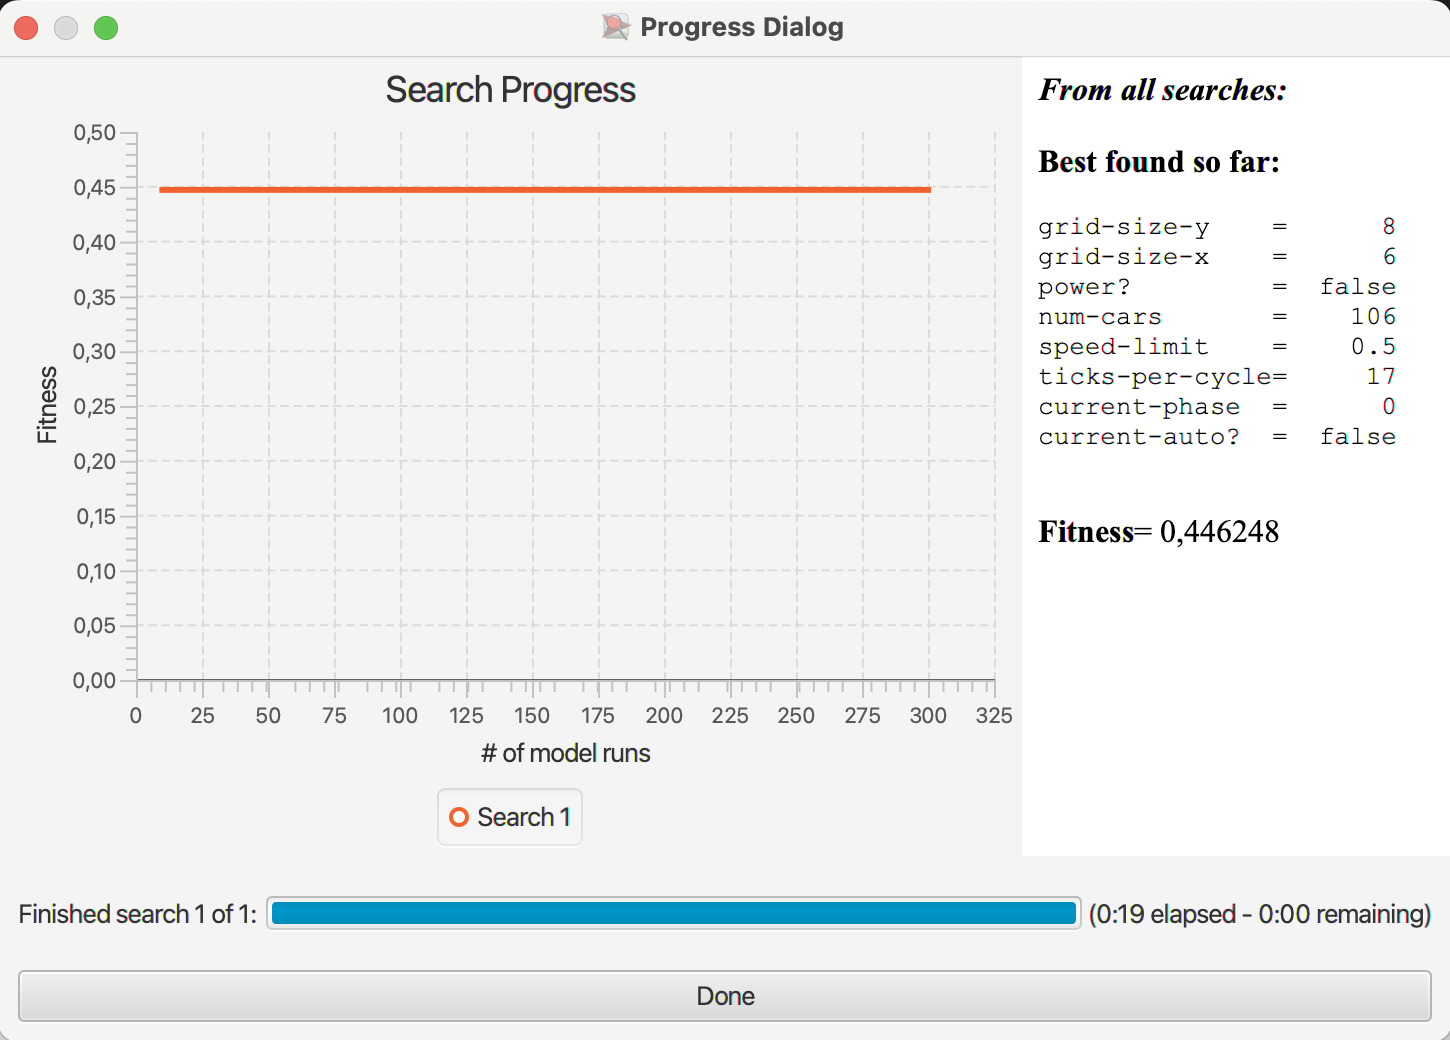 Progress Dialog
Search Progress
Fitness
0,50
0,45
0,40
0,35
0,30
0,25
0,20
0,15
0,10
0,05
0,00
0 25 50 75 100 125 150 175 200 225 250 275 300 325
# of model runs
Search 1
From all searches:
Best found so far:
grid-size-y = 8
grid-size-x = 6
power? = false
num-cars = 106
speed-limit = 0.5
ticks-per-cycle= 17
current-phase = 0
current-auto? = false
Fitness= 0,446248
Finished search 1 of 1: (0:19 elapsed - 0:00 remaining)
Done